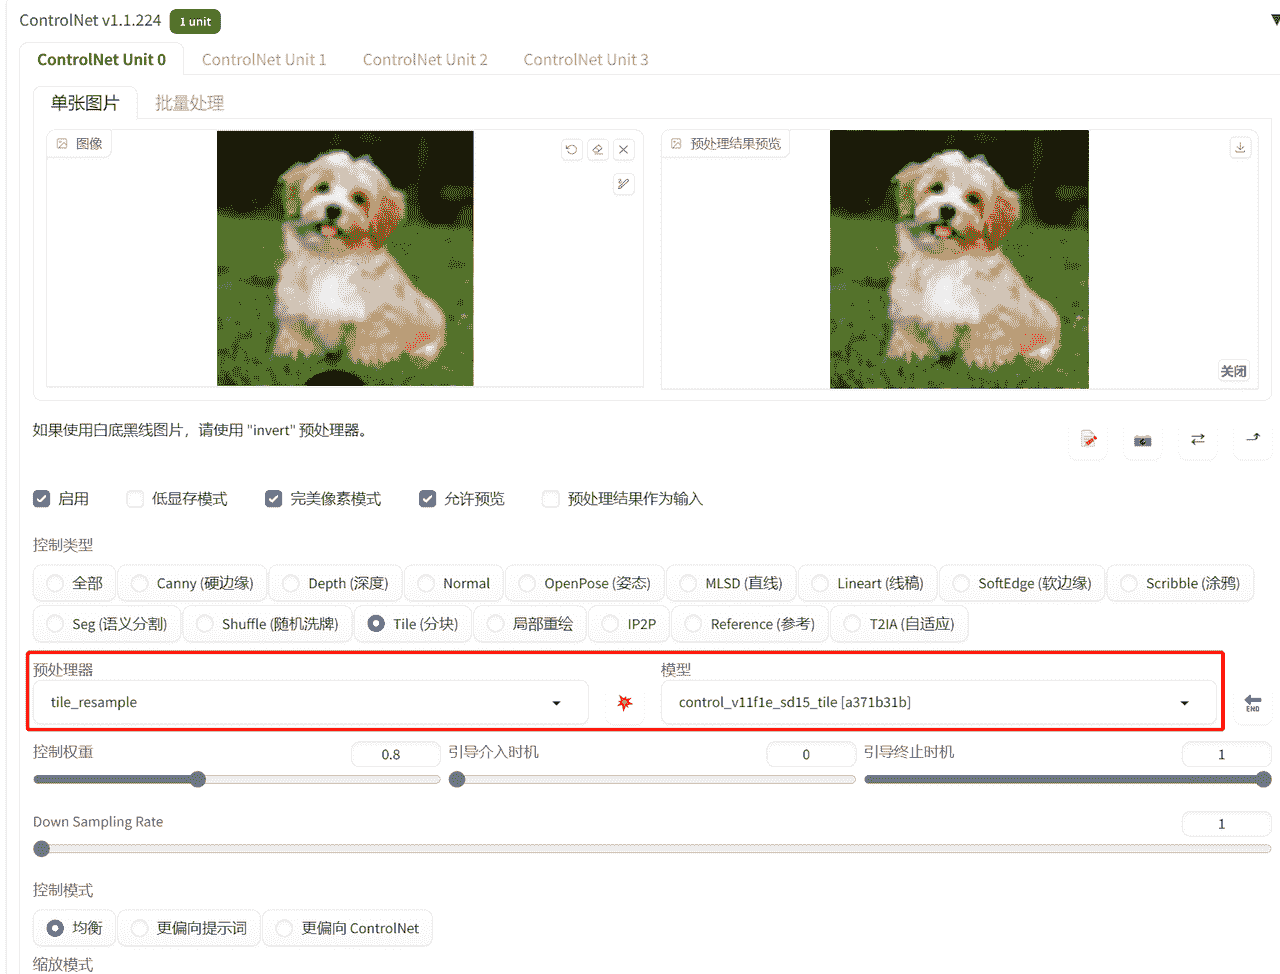 ControlNet v1.1.224 1 unit
ControlNet Unit 0 ControlNet Unit 1 ControlNet Unit 2 ControlNet Unit 3
单张图片 批量处理
图像 预处理结果预览
关闭
如果使用白底黑线图片，请使用 "invert" 预处理器。
启用 低显存模式 完美像素模式 允许预览 预处理结果作为输入
控制类型
全部 Canny (硬边缘) Depth (深度) Normal OpenPose (姿态) MLSD (直线) Lineart (线稿) SoftEdge (软边缘) Scribble (涂鸦)
Seg (语义分割) Shuffle (随机洗牌) Tile (分块) 局部重绘 IP2P Reference (参考) T2IA (自适应)
预处理器 模型
tile_resample control_v11f1e_sd15_tile [a371b31b]
END
控制权重 0.8 引导介入时机 0 引导终止时机 1
Down Sampling Rate 1
控制模式
均衡 更偏向提示词 更偏向 ControlNet
缩放模式